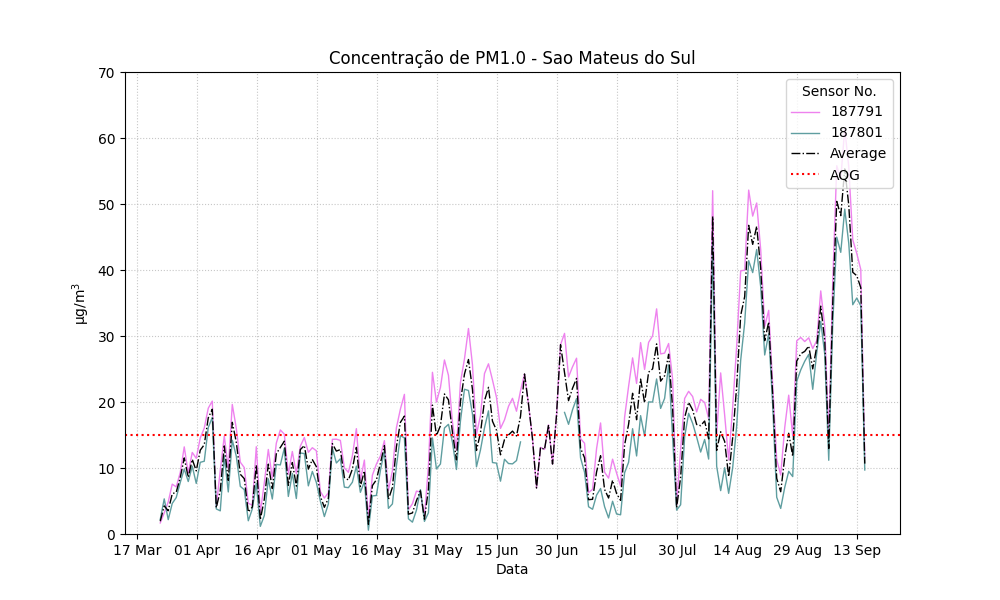 Concentração de PM1.0 - Sao Mateus do Sul
70
60
50
40
30
20
10
0
µg/m³
Sensor No.
187791
187801
Average
AQG
17 Mar 01 Apr 16 Apr 01 May 16 May 31 May 15 Jun 30 Jun 15 Jul 30 Jul 14 Aug 29 Aug 13 Sep
Data